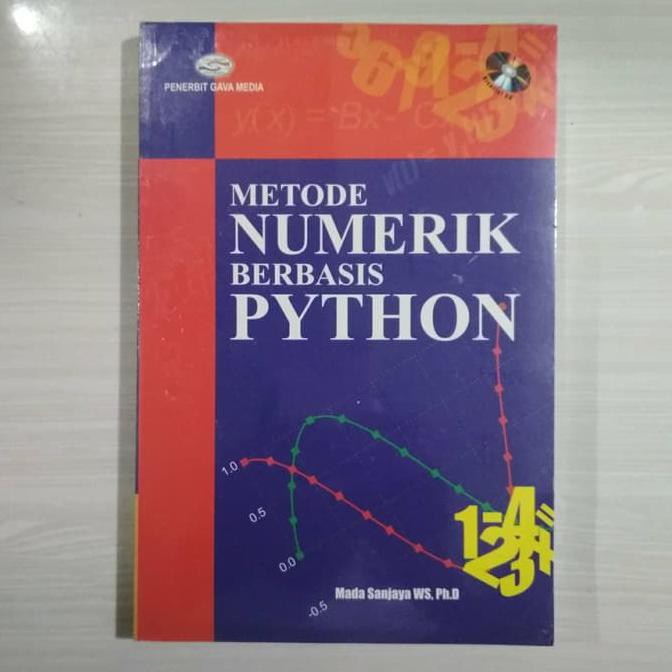 PENERBIT GAVA MEDIA
METODE
NUMERIK
BERBASIS
PYTHON
1.0
0.5
0.0
-0.5
Mada Sanjaya WS, Ph.D